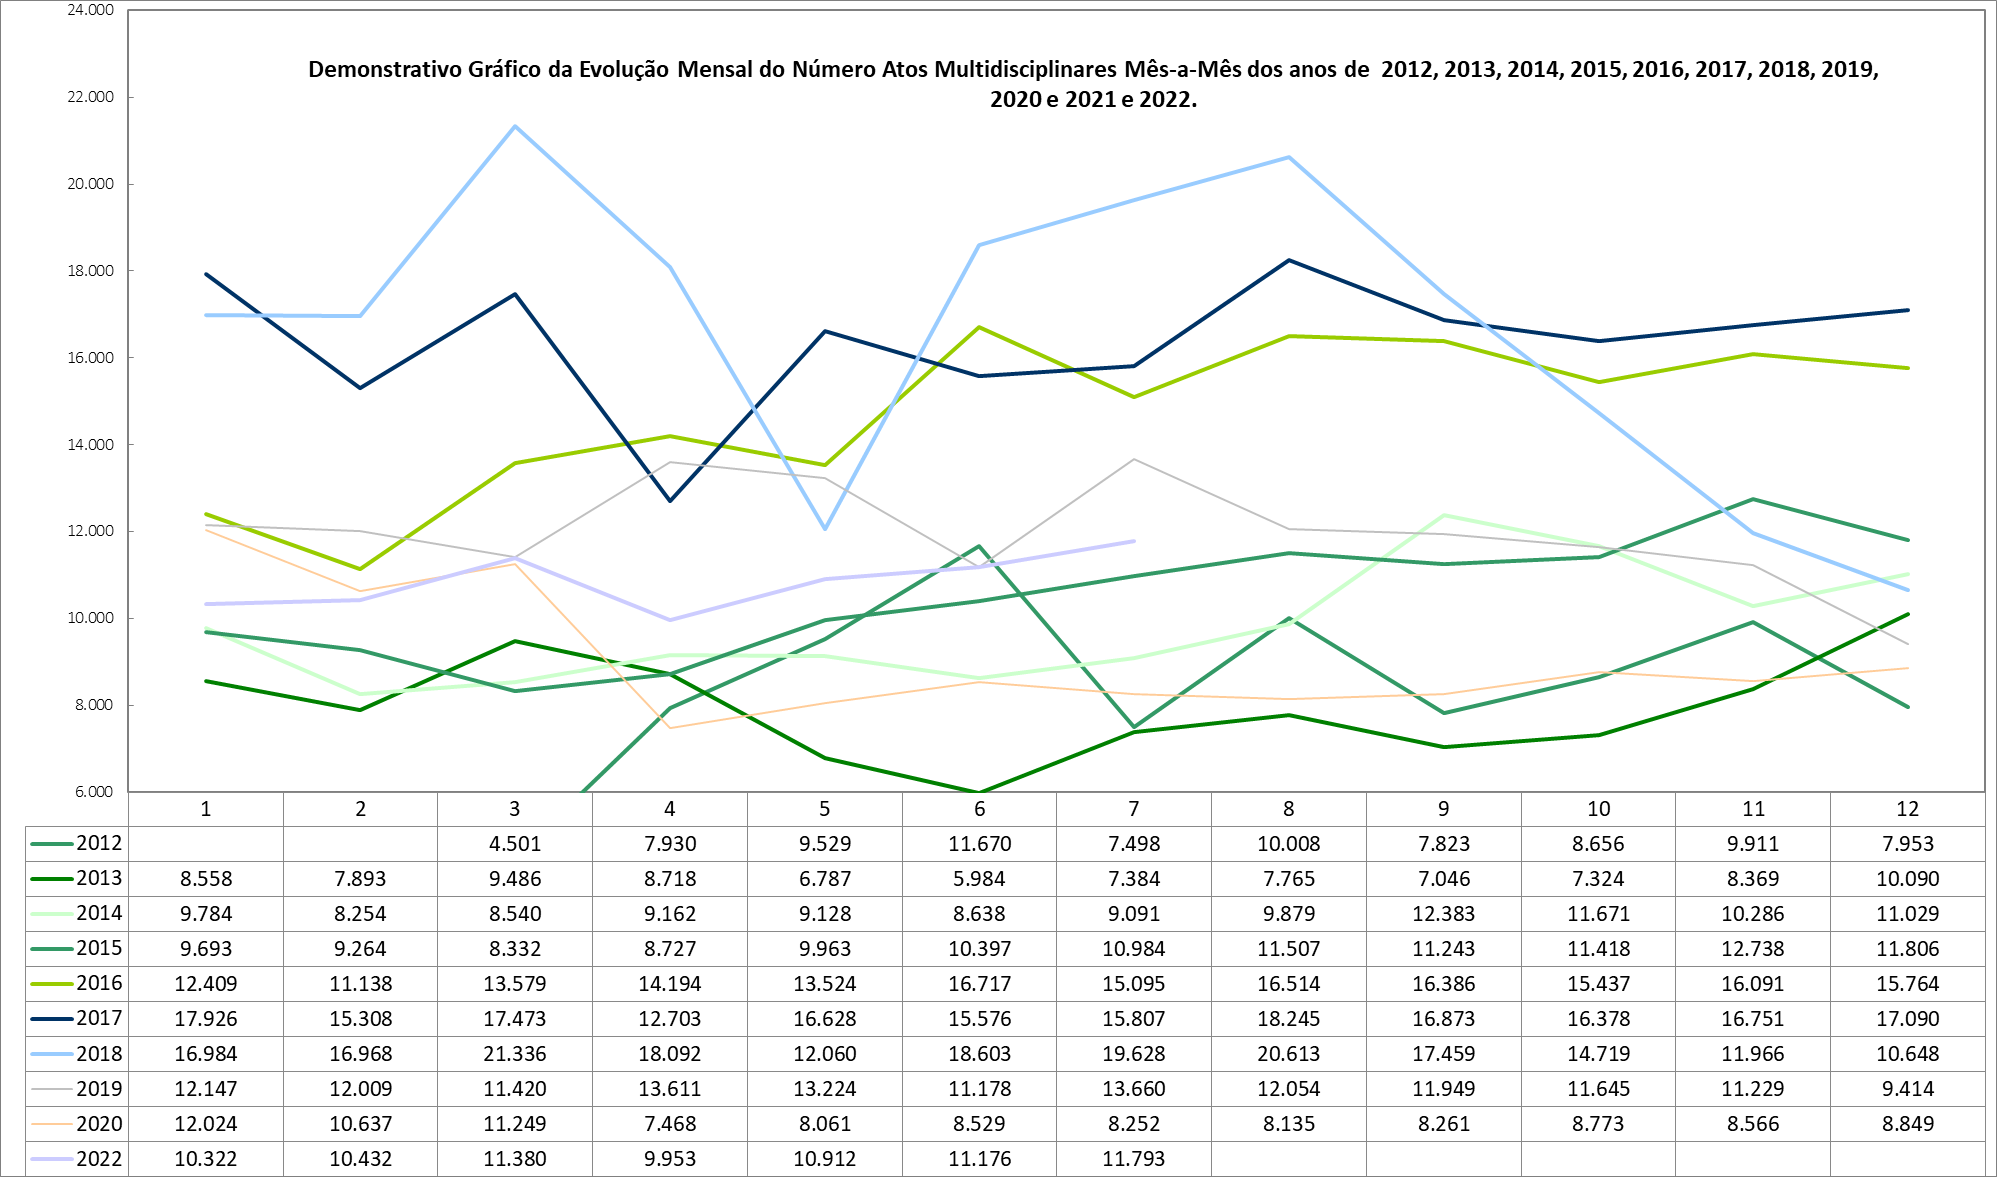 Demonstrativo Gráfico da Evolução Mensal do Número Atos Multidisciplinares Mês-a-Mês dos anos de 2012, 2013, 2014, 2015, 2016, 2017, 2018, 2019,
2020 e 2021 e 2022.
24.000
22.000
20.000
18.000
16.000
14.000
12.000
10.000
8.000
6.000
1 2 3 4 5 6 7 8 9 10 11 12
2012 4.501 7.930 9.529 11.670 7.498 10.008 7.823 8.656 9.911 7.953
2013 8.558 7.893 9.486 8.718 6.787 5.984 7.384 7.765 7.046 7.324 8.369 10.090
2014 9.784 8.254 8.540 9.162 9.128 8.638 9.091 9.879 12.383 11.671 10.286 11.029
2015 9.693 9.264 8.332 8.727 9.963 10.397 10.984 11.507 11.243 11.418 12.738 11.806
2016 12.409 11.138 13.579 14.194 13.524 16.717 15.095 16.514 16.386 15.437 16.091 15.764
2017 17.926 15.308 17.473 12.703 16.628 15.576 15.807 18.245 16.873 16.378 16.751 17.090
2018 16.984 16.968 21.336 18.092 12.060 18.603 19.628 20.613 17.459 14.719 11.966 10.648
2019 12.147 12.009 11.420 13.611 13.224 11.178 13.660 12.054 11.949 11.645 11.229 9.414
2020 12.024 10.637 11.249 7.468 8.061 8.529 8.252 8.135 8.261 8.773 8.566 8.849
2022 10.322 10.432 11.380 9.953 10.912 11.176 11.793